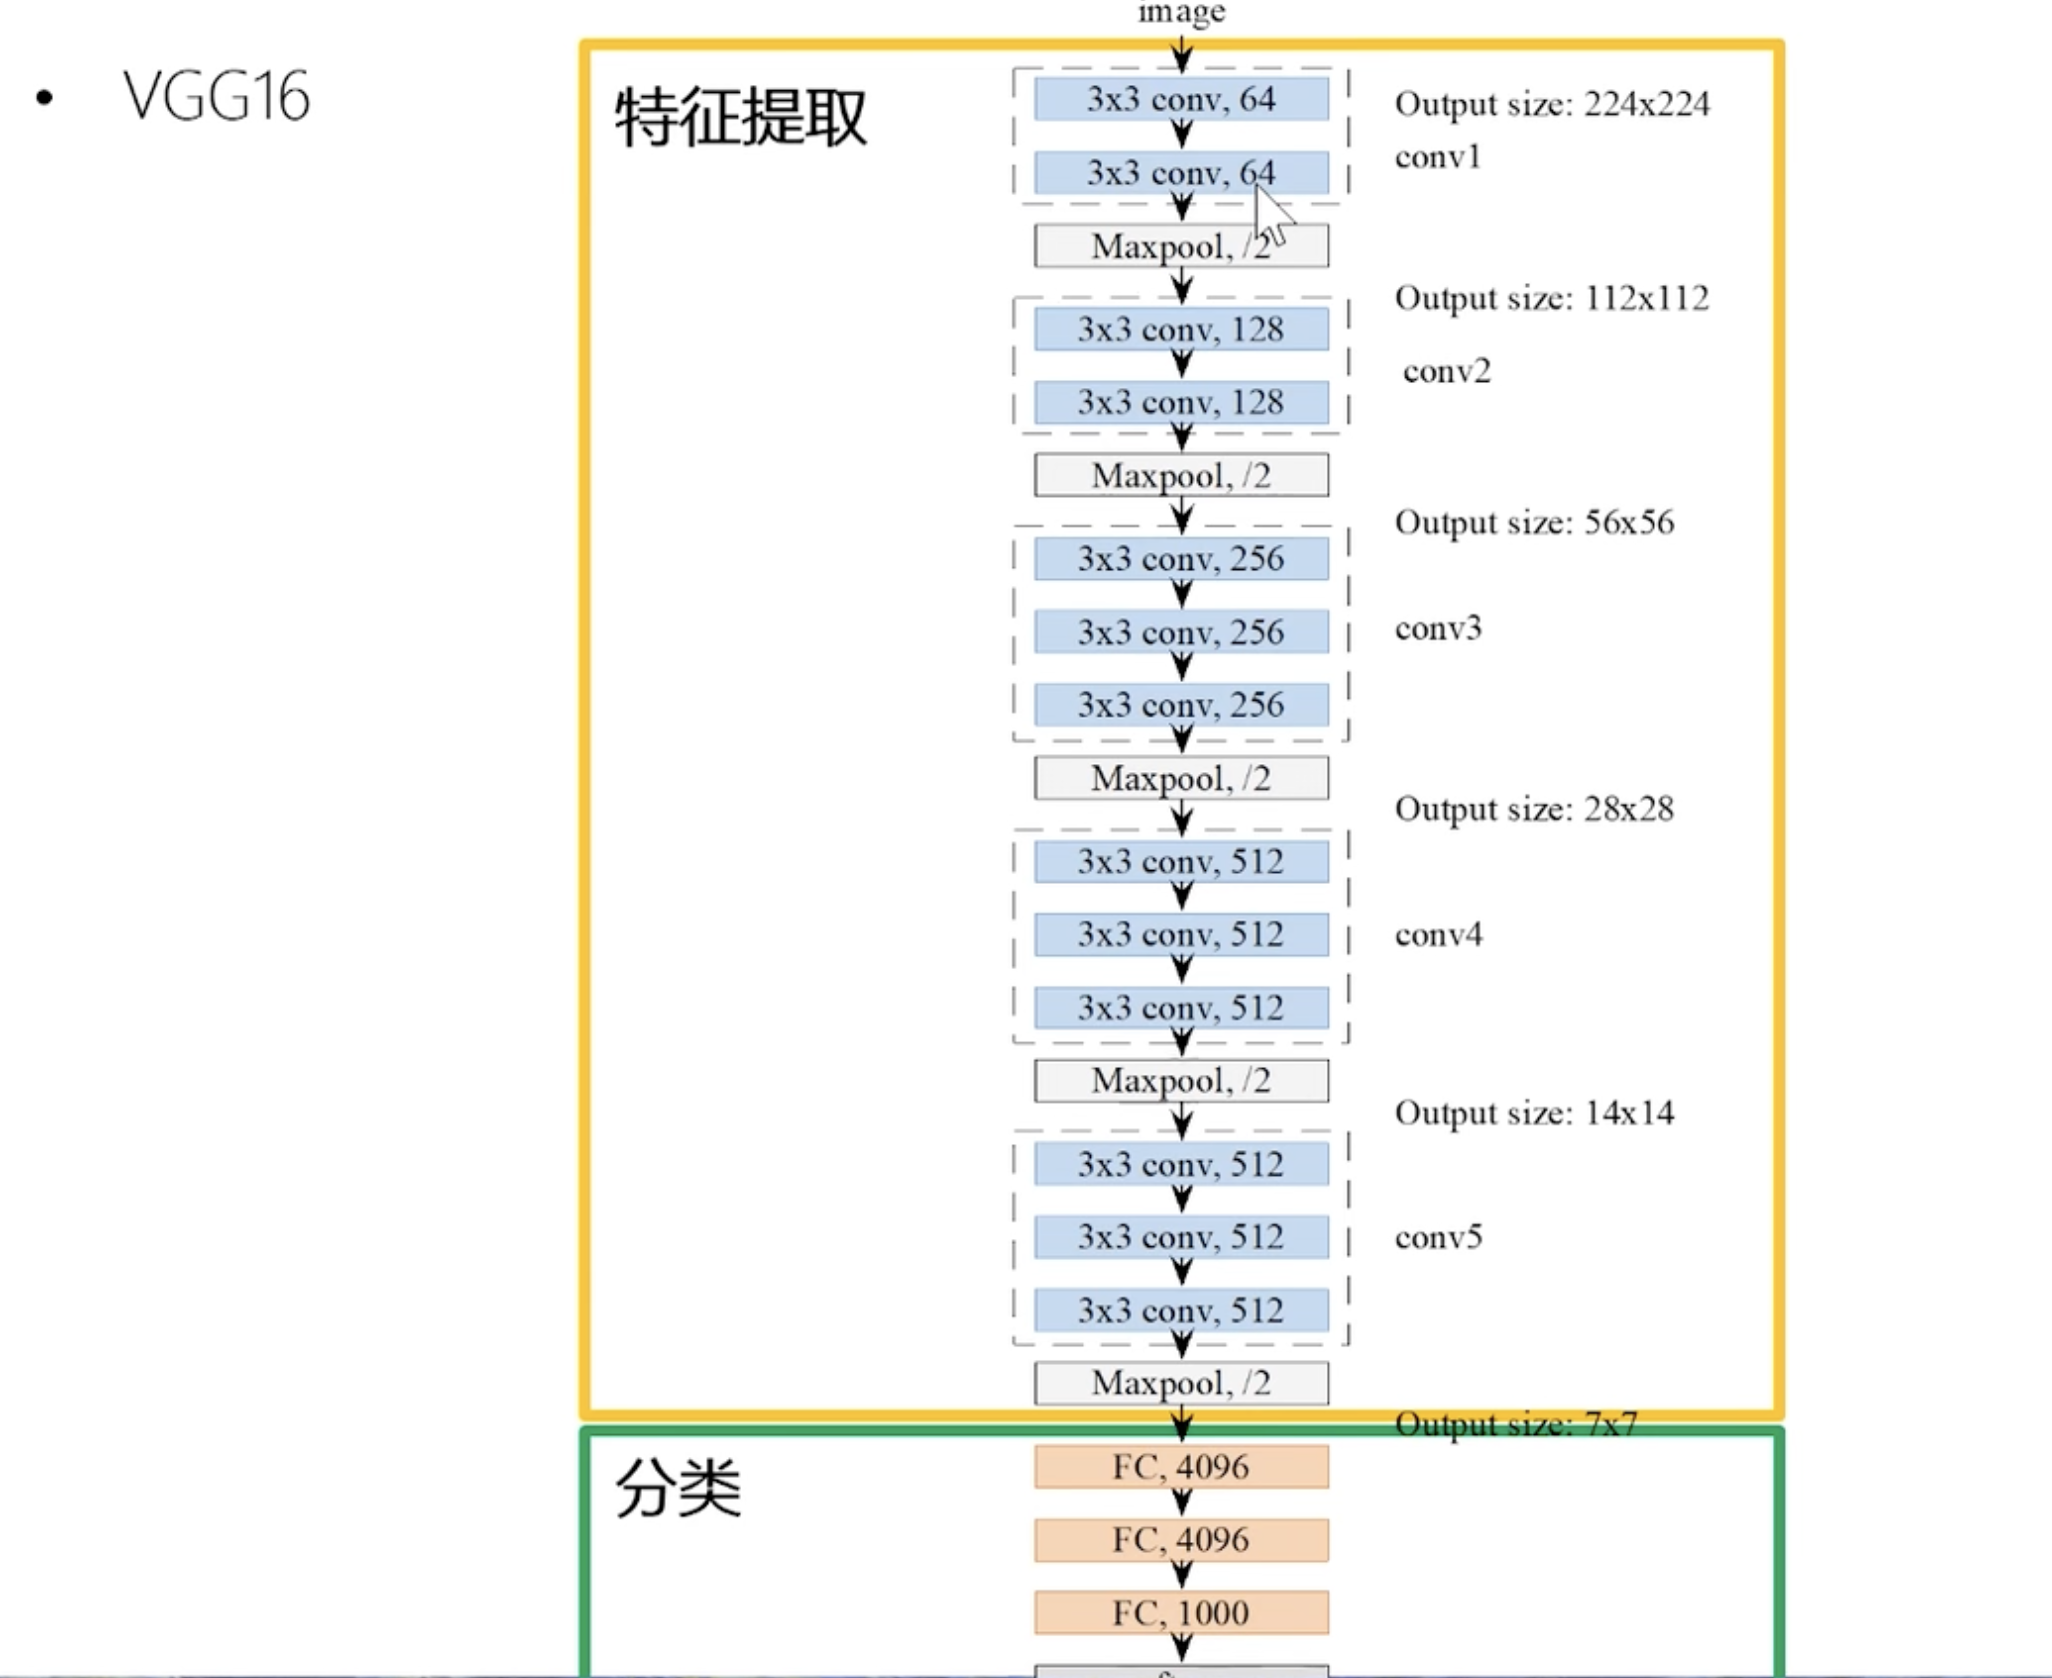 image
• VGG16
特征提取
3x3 conv, 64
Output size: 224x224
conv1
3x3 conv, 64
Maxpool, /2
Output size: 112x112
3x3 conv, 128
conv2
3x3 conv, 128
Maxpool, /2
Output size: 56x56
3x3 conv, 256
3x3 conv, 256
conv3
3x3 conv, 256
Maxpool, /2
Output size: 28x28
3x3 conv, 512
3x3 conv, 512
conv4
3x3 conv, 512
Maxpool, /2
Output size: 14x14
3x3 conv, 512
3x3 conv, 512
conv5
3x3 conv, 512
Maxpool, /2
Output size: 7x7
分类
FC, 4096
FC, 4096
FC, 1000